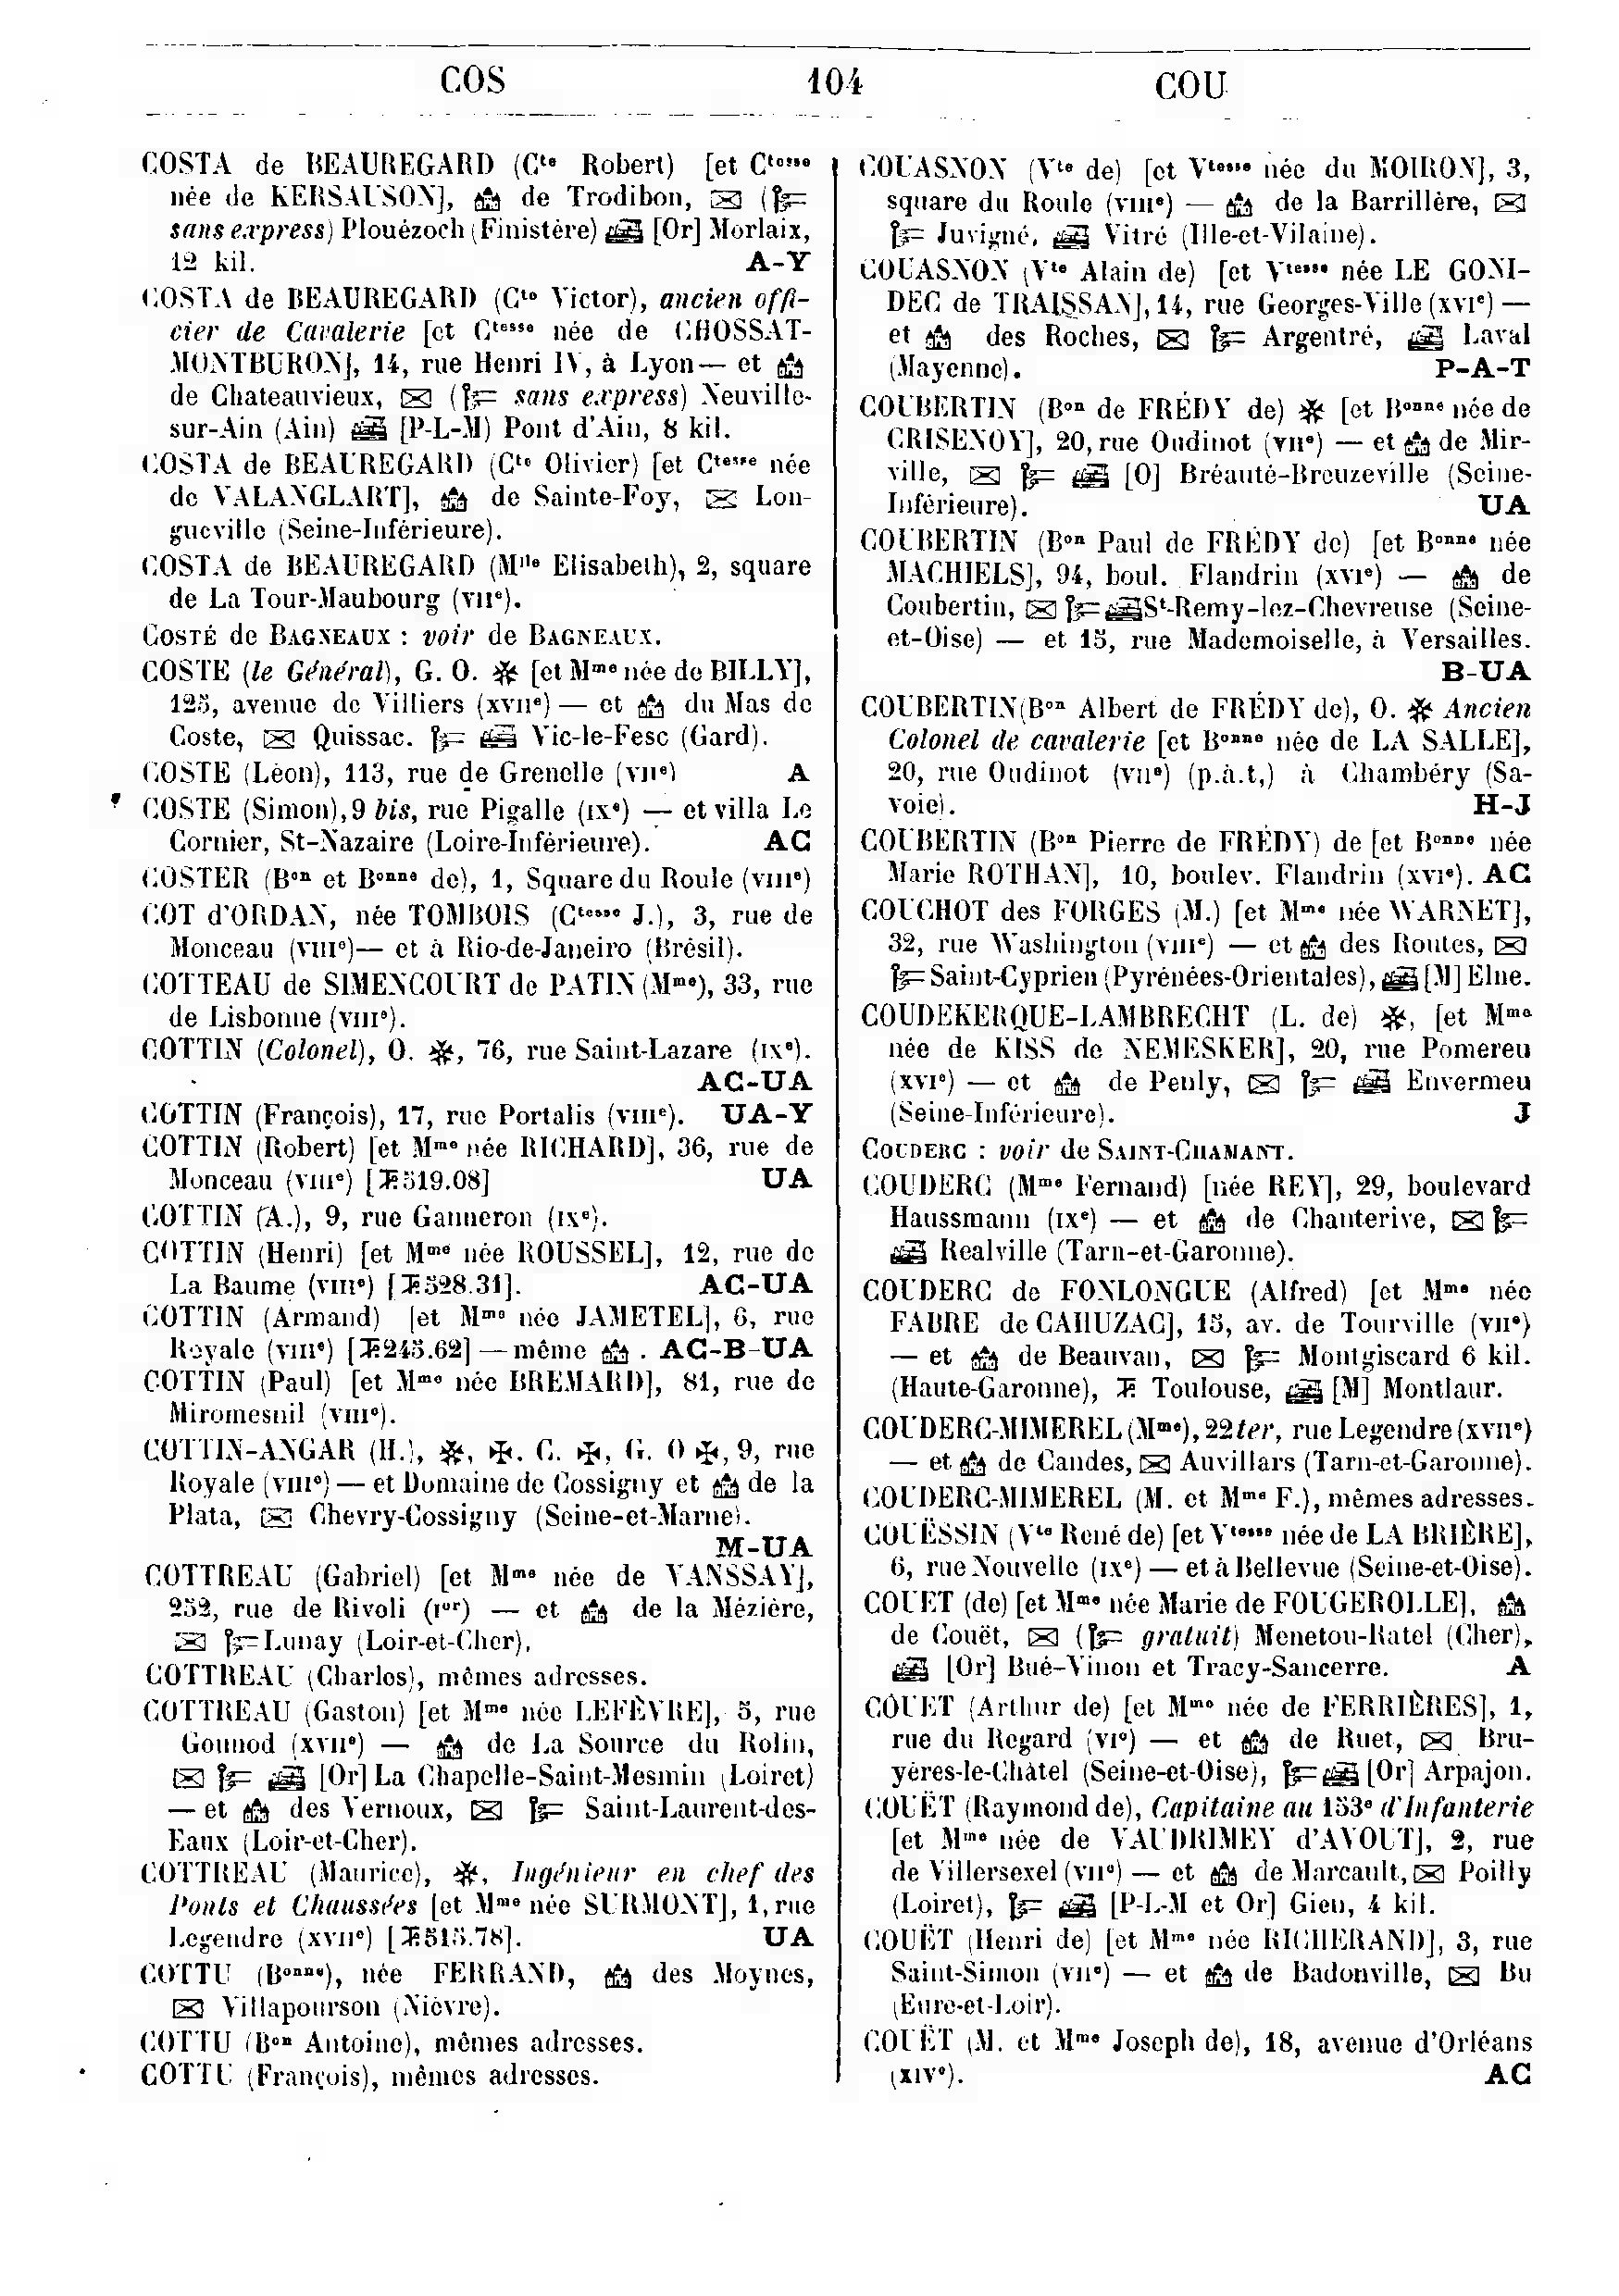 COS 104 COU
COSTA de BEAUREGARD (Cte Robert) [et Ctesse
née de KERSAUSON], de Trodibon, (
sans express) Plouézoch (Finistère) [Or] Morlaix,
12 kil. A-Y
COSTA de BEAUREGARD (Cte Victor), ancien offi-
cier de Cavalerie [et Ctesse née de CHOSSAT-
MONTBURON], 14, rue Henri IV, à Lyon — et
de Chateauvieux, ( sans express) Neuville-
sur-Ain (Ain) [P-L-M) Pont d'Ain, 8 kil.
COSTA de BEAUREGARD (Cte Olivier) [et Ctesse née
de VALANGLART], de Sainte-Foy, Lon-
gueville (Seine-Inférieure).
COSTA de BEAUREGARD (Mlle Elisabeth), 2, square
de La Tour-Maubourg (VIIe).
COSTÉ de BAGNEAUX : voir de BAGNEAUX.
COSTE (le Général), G. O. [et Mme née de BILLY],
125, avenue de Villiers (XVIIe) — et du Mas de
Coste, Quissac. Vic-le-Fesc (Gard).
COSTE (Léon), 113, rue de Grenelle (VIIe) A
COSTE (Simon), 9 bis, rue Pigalle (IXe) — et villa Le
Cornier, St-Nazaire (Loire-Inférieure). AC
COSTER (Bon et Bonne de), 1, Square du Roule (VIIIe)
COT d'ORDAN, née TOMBOIS (Ctesse J.), 3, rue de
Monceau (VIIIe) — et à Rio-de-Janeiro (Brésil).
COTTEAU de SIMENCOURT de PATIN (Mme), 33, rue
de Lisbonne (VIIIe).
COTTIN (Colonel), O. , 76, rue Saint-Lazare (IXe).
AC-UA
COTTIN (François), 17, rue Portalis (VIIIe). UA-Y
COTTIN (Robert) [et Mme née RICHARD], 36, rue de
Monceau (VIIIe) [ 519.08] UA
COTTIN (A.), 9, rue Ganneron (IXe).
COTTIN (Henri) [et Mme née ROUSSEL], 12, rue de
La Baume (VIIIe) [ 528.31]. AC-UA
COTTIN (Armand) [et Mme née JAMETEL], 6, rue
Royale (VIIIe) [ 245.62] — même . AC-B-UA
COTTIN (Paul) [et Mme née BREMARD], 81, rue de
Miromesnil (VIIIe).
COTTIN-ANGAR (H.), , . C. , G. O , 9, rue
Royale (VIIIe) — et Domaine de Cossigny et de la
Plata, Chevry-Cossigny (Seine-et-Marne).
M-UA
COTTREAU (Gabriel) [et Mme née de VANSSAY],
252, rue de Rivoli (Ier) — et de la Mézière,
Lunay (Loir-et-Cher),
COTTREAU (Charles), mêmes adresses.
COTTREAU (Gaston) [et Mme née LEFÈVRE], 5, rue
Gounod (XVIIe) — de La Source du Rolin,
[Or] La Chapelle-Saint-Mesmin (Loiret)
— et des Vernoux, Saint-Laurent-des-
Eaux (Loir-et-Cher).
COTTREAU (Maurice), , Ingénieur en chef des
Ponts et Chaussées [et Mme née SURMONT], 1, rue
Legendre (XVIIe) [ 515.78]. UA
COTTU (Bonne), née FERRAND, des Moynes,
Villapourson (Nièvre).
COTTU (Bon Antoine), mêmes adresses.
COTTU (François), mêmes adresses.
COUASNON (Vte de) [et Vtesse née du MOIRON], 3,
square du Roule (VIIIe) — de la Barrillère,
Juvigné, Vitré (Ille-et-Vilaine).
COUASNON (Vte Alain de) [et Vtesse née LE GONI-
DEC de TRAISSAN], 14, rue Georges-Ville (XVIe) —
et des Roches, Argentré, Laval
(Mayenne). P-A-T
COUBERTIN (Bon de FRÉDY de) [et Bonne née de
CRISENOY], 20, rue Oudinot (VIIe) — et de Mir-
ville, [O] Bréauté-Breuzeville (Seine-
Inférieure). UA
COUBERTIN (Bon Paul de FRÉDY de) [et Bonne née
MACHIELS], 94, boul. Flandrin (XVIe) — de
Coubertin, St-Remy-lez-Chevreuse (Seine-
et-Oise) — et 15, rue Mademoiselle, à Versailles.
B-UA
COUBERTIN (Bon Albert de FRÉDY de), O. Ancien
Colonel de cavalerie [et Bonne née de LA SALLE],
20, rue Oudinot (VIIe) (p.à.t,) à Chambéry (Sa-
voie). H-J
COUBERTIN (Bon Pierre de FRÉDY) de [et Bonne née
Marie ROTHAN], 10, boulev. Flandrin (XVIe). AC
COUCHOT des FORGES (M.) [et Mme née WARNET],
32, rue Washington (VIIIe) — et des Routes,
Saint-Cyprien (Pyrénées-Orientales), [M] Elne.
COUDEKERQUE-LAMBRECHT (L. de) , [et Mme
née de KISS de NEMESKER], 20, rue Pomereu
(XVIe) — et de Penly, Envermeu
(Seine-Inférieure). J
COUDERC : voir de SAINT-CHAMANT.
COUDERC (Mme Fernand) [née REY], 29, boulevard
Haussmann (IXe) — et de Chanterive,
Realville (Tarn-et-Garonne).
COUDERC de FONLONGUE (Alfred) [et Mme née
FABRE de CAHUZAC], 15, av. de Tourville (VIIe)
— et de Beauvan, Montgiscard 6 kil.
(Haute-Garonne), Toulouse, [M] Montlaur.
COUDERC-MIMEREL (Mme), 22 ter, rue Legendre (XVIIe)
— et de Candes, Auvillars (Tarn-et-Garonne).
COUDERC-MIMEREL (M. et Mme F.), mêmes adresses.
COUËSSIN (Vte René de) [et Vtesse née de LA BRIÈRE],
6, rue Nouvelle (IXe) — et à Bellevue (Seine-et-Oise).
COUET (de) [et Mme née Marie de FOUGEROLLE],
de Couët, ( gratuit) Menetou-Ratel (Cher),
[Or] Bué-Vinon et Tracy-Sancerre. A
COUET (Arthur de) [et Mme née de FERRIÈRES], 1,
rue du Regard (VIe) — et de Ruet, Bru-
yères-le-Châtel (Seine-et-Oise), [Or] Arpajon.
COUËT (Raymond de), Capitaine au 153e d'Infanterie
[et Mme née de VAUDRIMEY d'AVOUT], 2, rue
de Villersexel (VIIe) — et de Marcault, Poilly
(Loiret), [P-L-M et Or] Gien, 4 kil.
COUËT (Henri de) [et Mme née RICHERAND], 3, rue
Saint-Simon (VIIe) — et de Badonville, Bu
(Eure-et-Loir).
COUËT (M. et Mme Joseph de), 18, avenue d'Orléans
(XIVe). AC